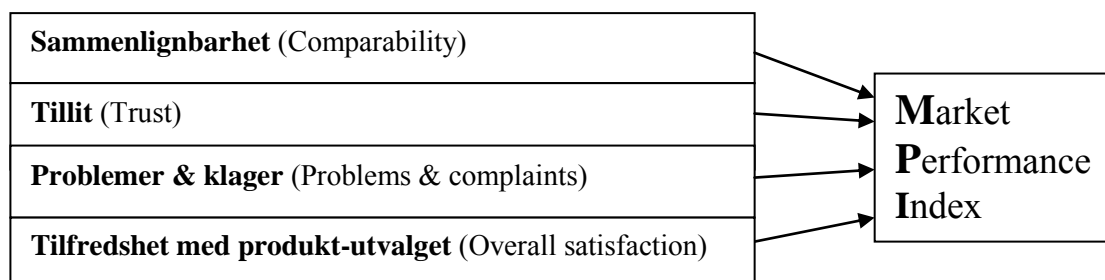 Sammenlignbarhet (Comparability)
Tillit (Trust)
Problemer & klager (Problems & complaints)
Tilfredshet med produkt-utvalget (Overall satisfaction)
Market
Performance
Index